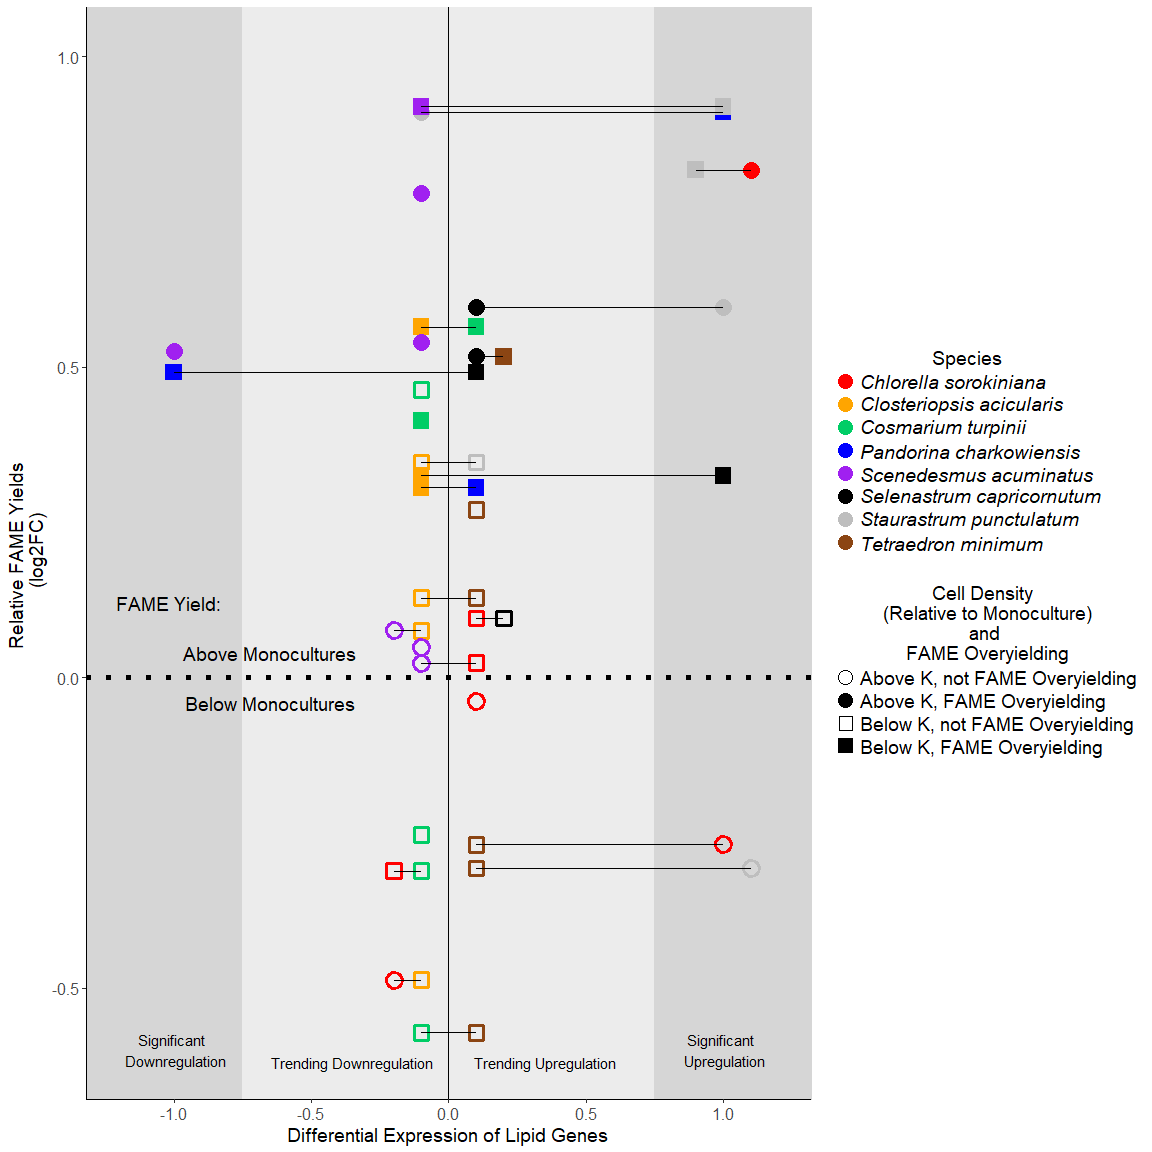 1.0
0.5
0.0
-0.5
Relative FAME Yields
(log2FC)
FAME Yield:
Above Monocultures
Below Monocultures
Significant
Downregulation
Trending Downregulation
Trending Upregulation
Significant
Upregulation
-1.0
-0.5
0.0
0.5
1.0
Differential Expression of Lipid Genes
Species
Chlorella sorokiniana
Closteriopsis acicularis
Cosmarium turpinii
Pandorina charkowiensis
Scenedesmus acuminatus
Selenastrum capricornutum
Staurastrum punctulatum
Tetraedron minimum
Cell Density
(Relative to Monoculture)
and
FAME Overyielding
Above K, not FAME Overyielding
Above K, FAME Overyielding
Below K, not FAME Overyielding
Below K, FAME Overyielding